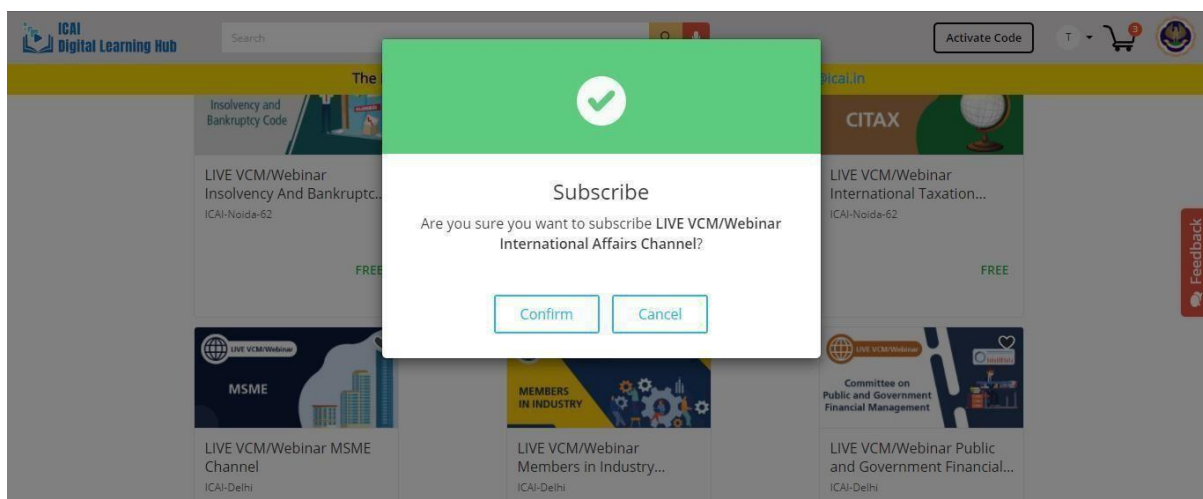 ICAI
Digital Learning Hub
Search
Activate Code
T
3
The
@icai.in
Insolvency and
Bankruptcy Code
CITAX
LIVE VCM/Webinar
Insolvency And Bankruptc...
ICAI-Noida-62
FREE
LIVE VCM/Webinar
International Taxation...
ICAI-Noida-62
FREE
Subscribe
Are you sure you want to subscribe LIVE VCM/Webinar
International Affairs Channel?
Confirm
Cancel
Feedback
LIVE VCM/Webinar
MSME
LIVE VCM/Webinar MSME
Channel
ICAI-Delhi
MEMBERS
IN INDUSTRY
LIVE VCM/Webinar
Members in Industry...
ICAI-Delhi
LIVE VCM/Webinar
Committee on
Public and Government
Financial Management
LIVE VCM/Webinar Public
and Government Financial...
ICAI-Delhi